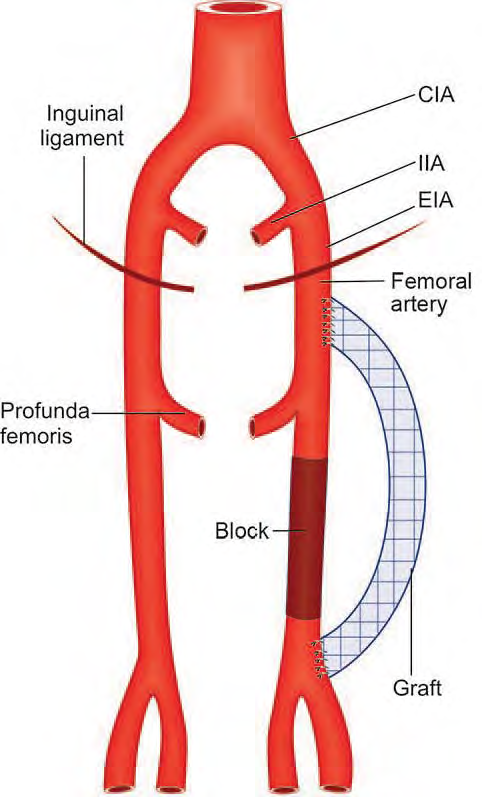 CIA
Inguinal
ligament
IIA
EIA
Femoral
artery
Profunda
femoris
Block
Graft